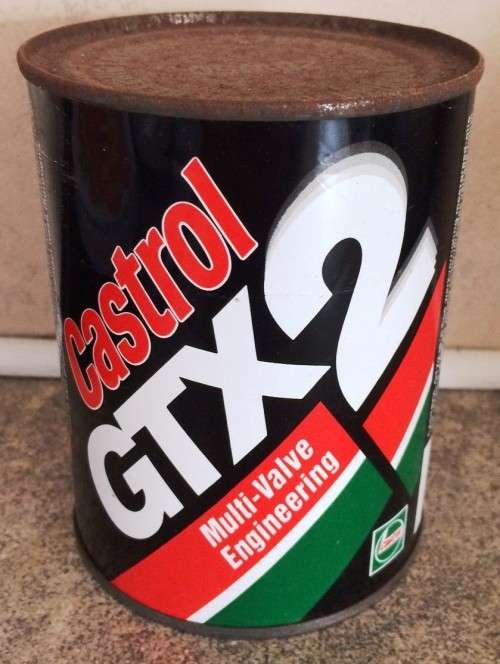 Castrol
GTX2
Multi-Valve
Engineering